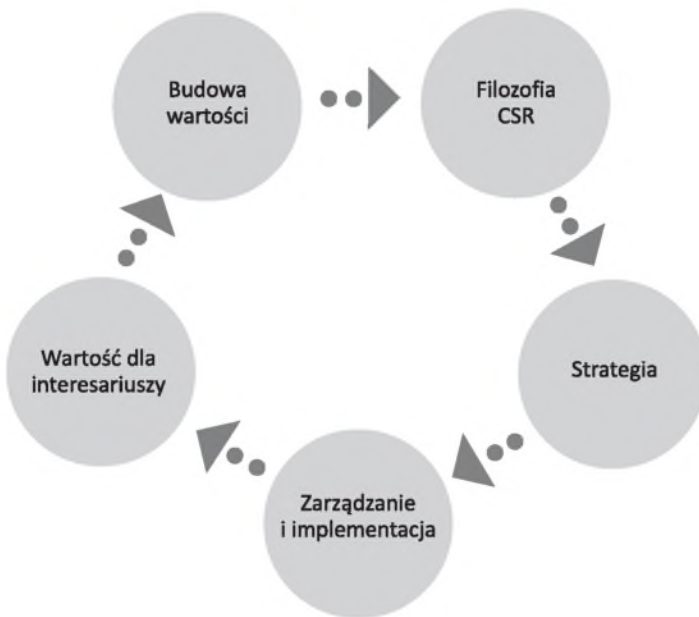 Budowa
wartości
Filozofia
CSR
Strategia
Zarządzanie
i implementacja
Wartość dla
interesariuszy